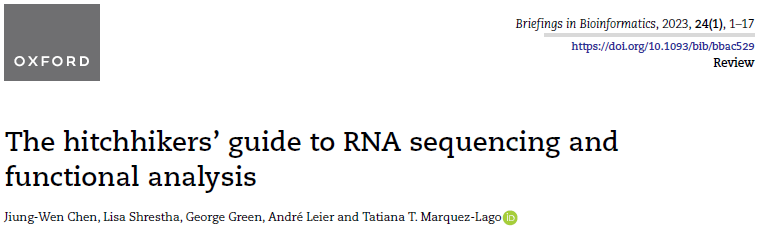 OXFORD
Briefings in Bioinformatics, 2023, 24(1), 1–17
https://doi.org/10.1093/bib/bbac529
Review
The hitchhikers’ guide to RNA sequencing and
functional analysis
Jiung-Wen Chen, Lisa Shrestha, George Green, André Leier and Tatiana T. Marquez-Lago iD